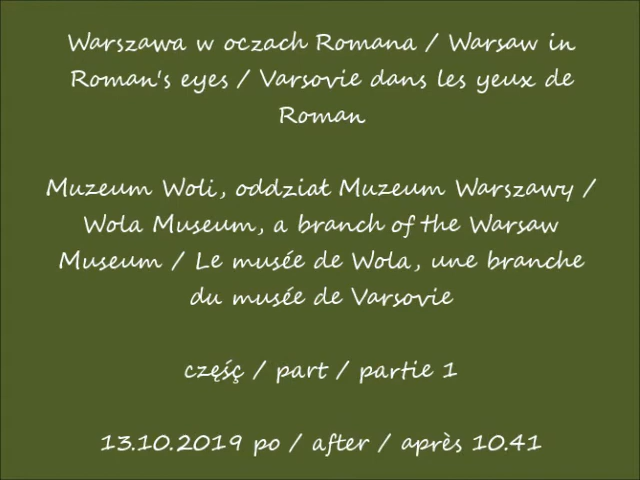 Warszawa w oczach Romana / Warsaw in
Roman's eyes / Varsovie dans les yeux de
Roman
Muzeum Woli, oddział Muzeum Warszawy /
Wola Museum, a branch of the Warsaw
Museum / Le musée de Wola, une branche
du musée de Varsovie
częśç / part / partie 1
13.10.2019 po / after / après 10.41